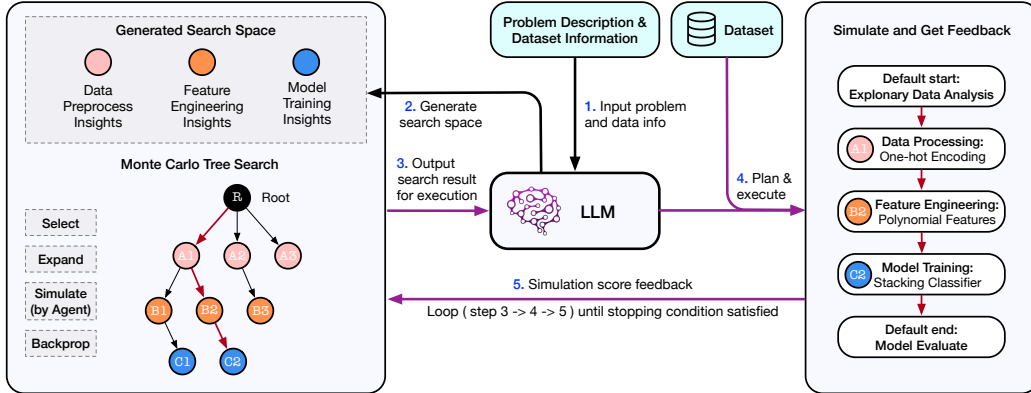 Generated Search Space
Data
Preprocess
Insights
Feature
Engineering
Insights
Model
Training
Insights
Monte Carlo Tree Search
Select
Expand
Simulate
(by Agent)
Backprop
R
Root
A1
A2
A3
B1
B2
B3
C1
C2
Problem Description &
Dataset Information
Dataset
1. Input problem
and data info
2. Generate
search space
3. Output
search result
for execution
LLM
4. Plan &
execute
5. Simulation score feedback
Loop ( step 3 -> 4 -> 5 ) until stopping condition satisfied
Simulate and Get Feedback
Default start:
Explonary Data Analysis
A1
Data Processing:
One-hot Encoding
B2
Feature Engineering:
Polynomial Features
C2
Model Training:
Stacking Classifier
Default end:
Model Evaluate